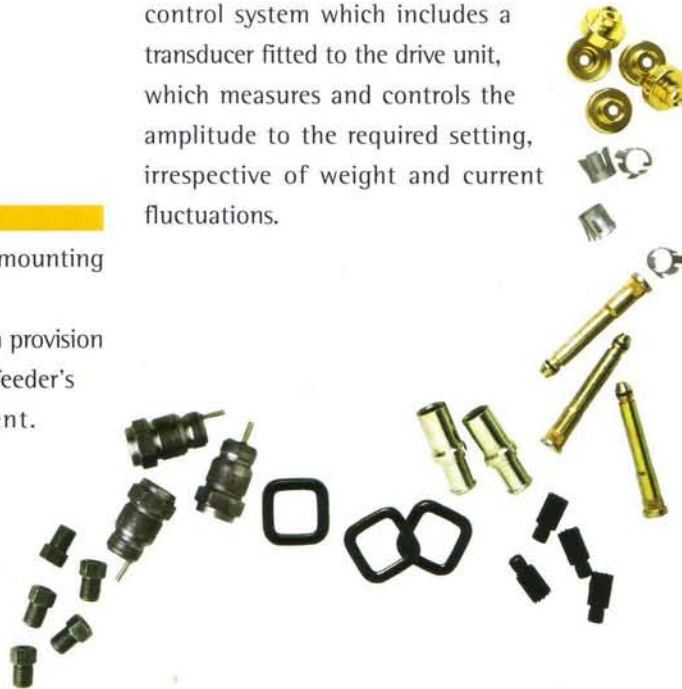 mounting
provision
feeder's
ent.
control system which includes a
transducer fitted to the drive unit,
which measures and controls the
amplitude to the required setting,
irrespective of weight and current
fluctuations.